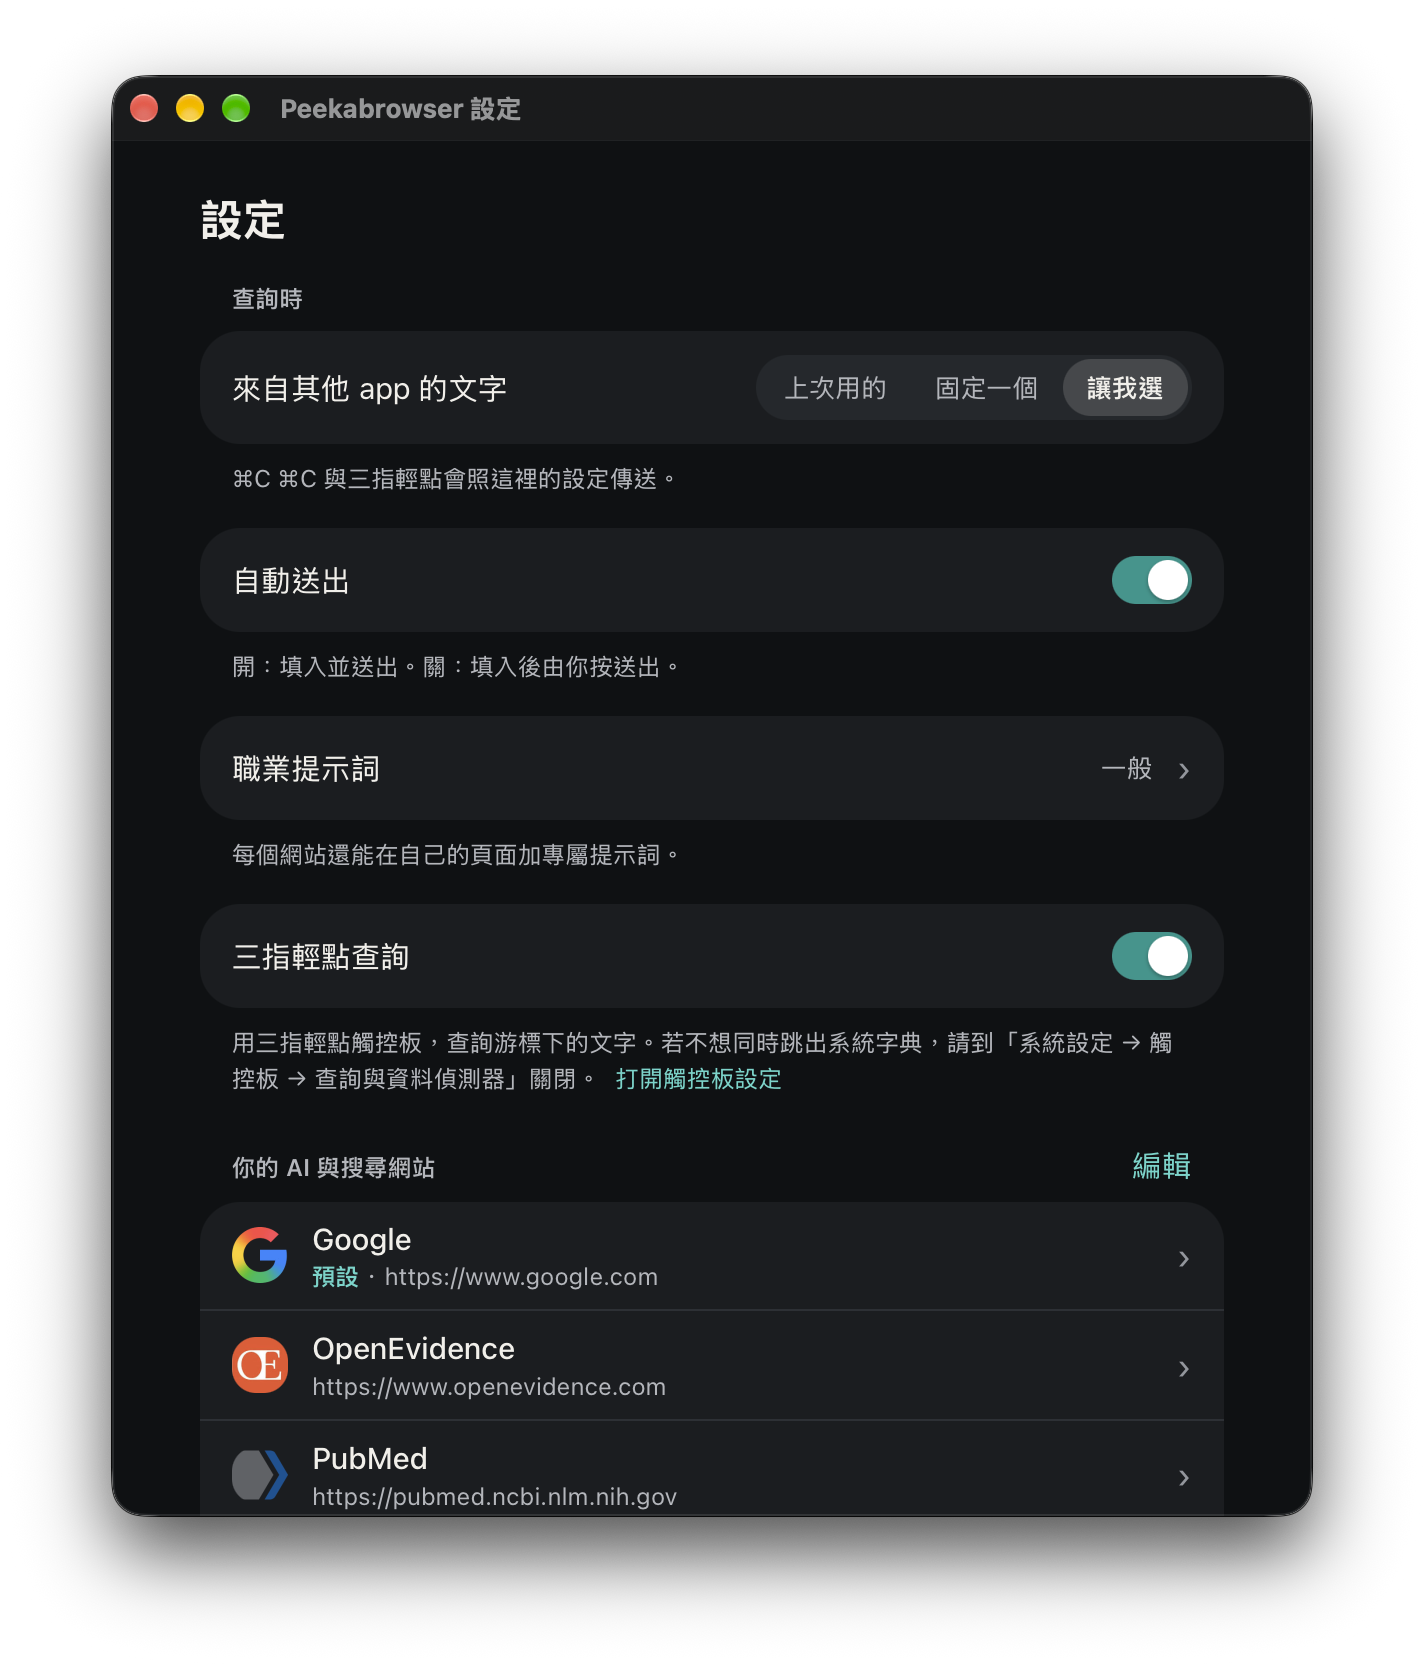 Peekabrowser 設定
設定
查詢時
來自其他 app 的文字
上次用的 固定一個 讓我選
⌘C ⌘C 與三指輕點會照這裡的設定傳送。
自動送出
開：填入並送出。關：填入後由你按送出。
職業提示詞
一般 ›
每個網站還能在自己的頁面加專屬提示詞。
三指輕點查詢
用三指輕點觸控板，查詢游標下的文字。若不想同時跳出系統字典，請到「系統設定 → 觸
控板 → 查詢與資料偵測器」關閉。 打開觸控板設定
你的 AI 與搜尋網站
編輯
Google
預設 · https://www.google.com
OE
OpenEvidence
https://www.openevidence.com
PubMed
https://pubmed.ncbi.nlm.nih.gov